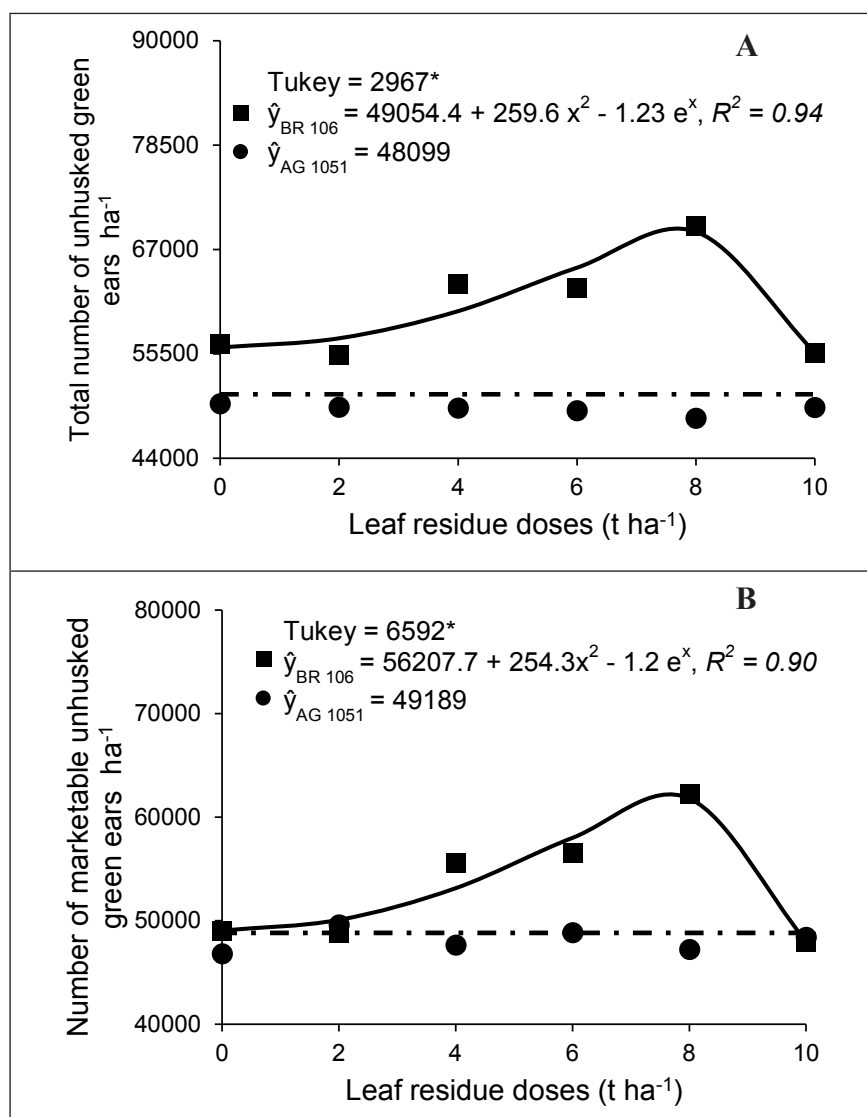 A
90000
78500
67000
55500
44000
Total number of unhusked green
ears ha⁻¹
Tukey = 2967*
ŷ BR 106 = 49054.4 + 259.6 x² - 1.23 eˣ, R² = 0.94
ŷ AG 1051 = 48099
0 2 4 6 8 10
Leaf residue doses (t ha⁻¹)
B
80000
70000
60000
50000
40000
Number of marketable unhusked
green ears ha⁻¹
Tukey = 6592*
ŷ BR 106 = 56207.7 + 254.3x² - 1.2 eˣ, R² = 0.90
ŷ AG 1051 = 49189
0 2 4 6 8 10
Leaf residue doses (t ha⁻¹)